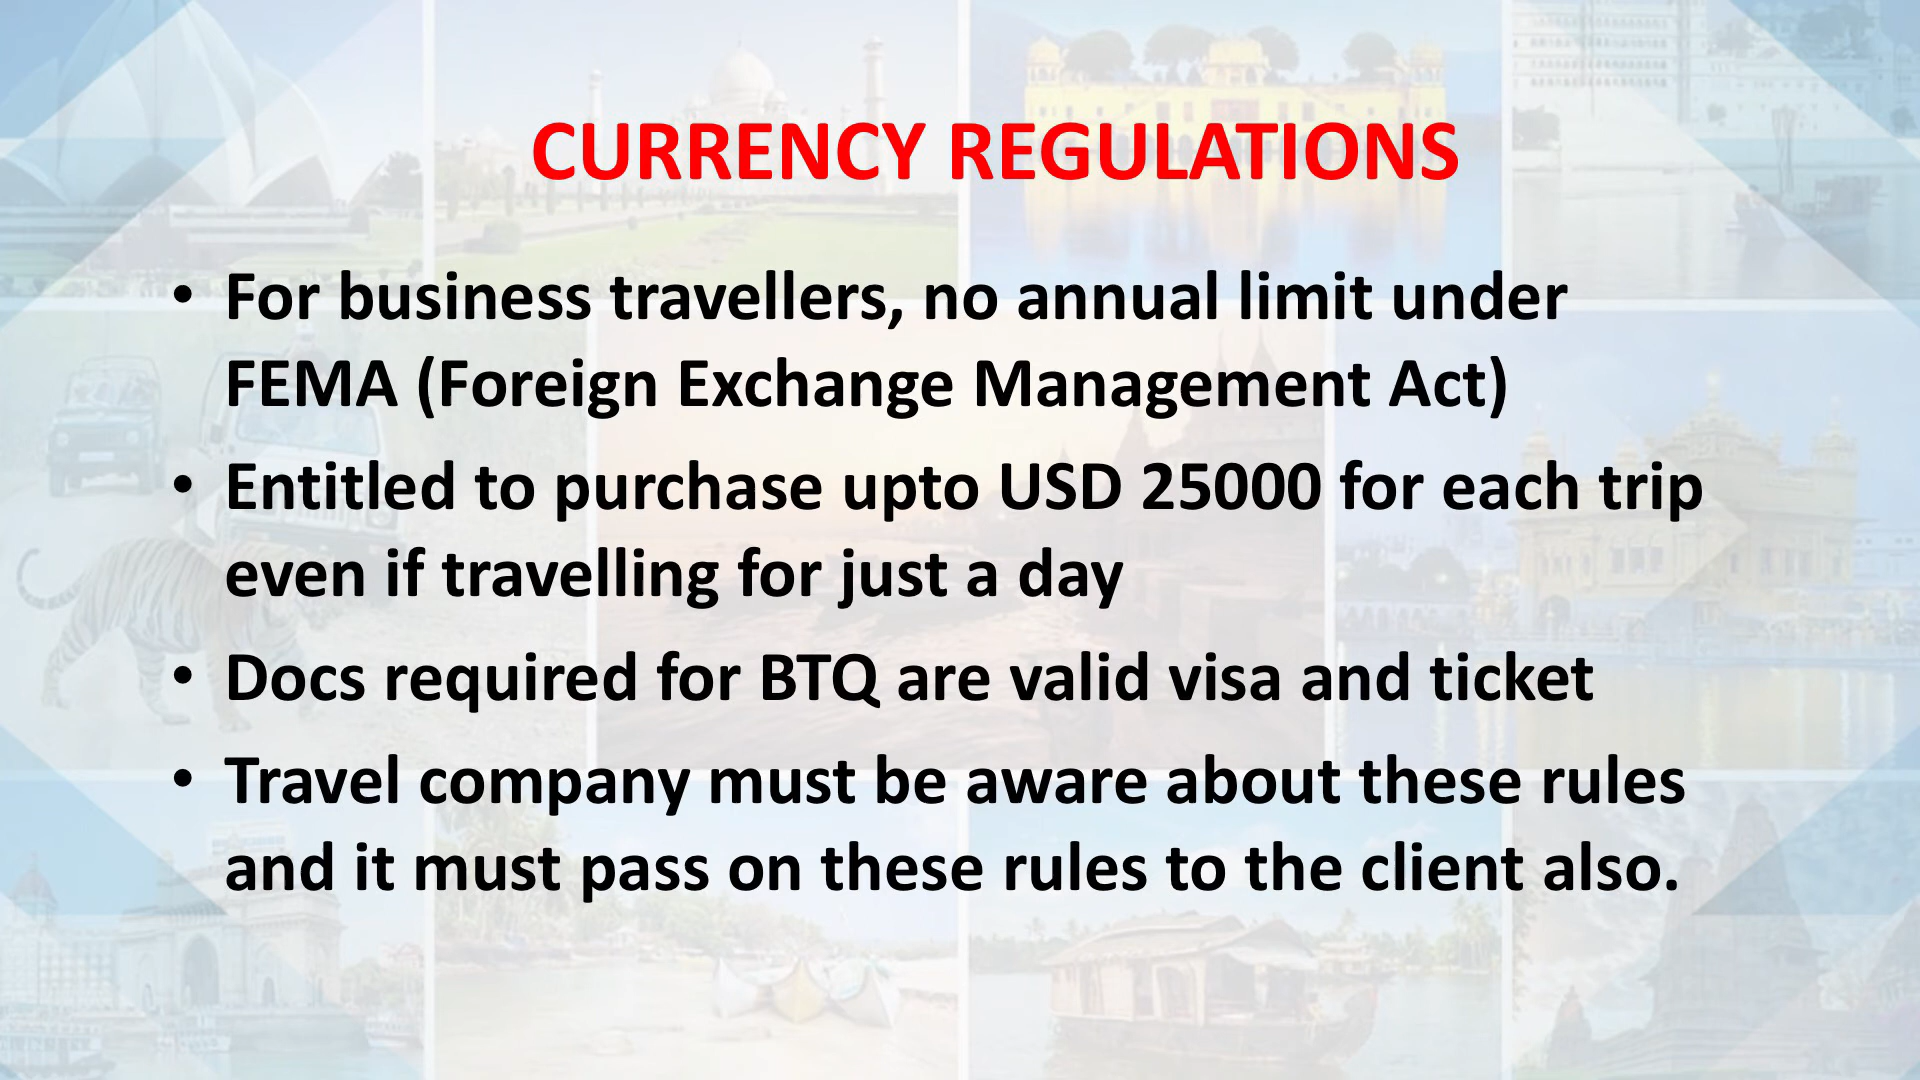 CURRENCY REGULATIONS
• For business travellers, no annual limit under
FEMA (Foreign Exchange Management Act)
• Entitled to purchase upto USD 25000 for each trip
even if travelling for just a day
• Docs required for BTQ are valid visa and ticket
• Travel company must be aware about these rules
and it must pass on these rules to the client also.